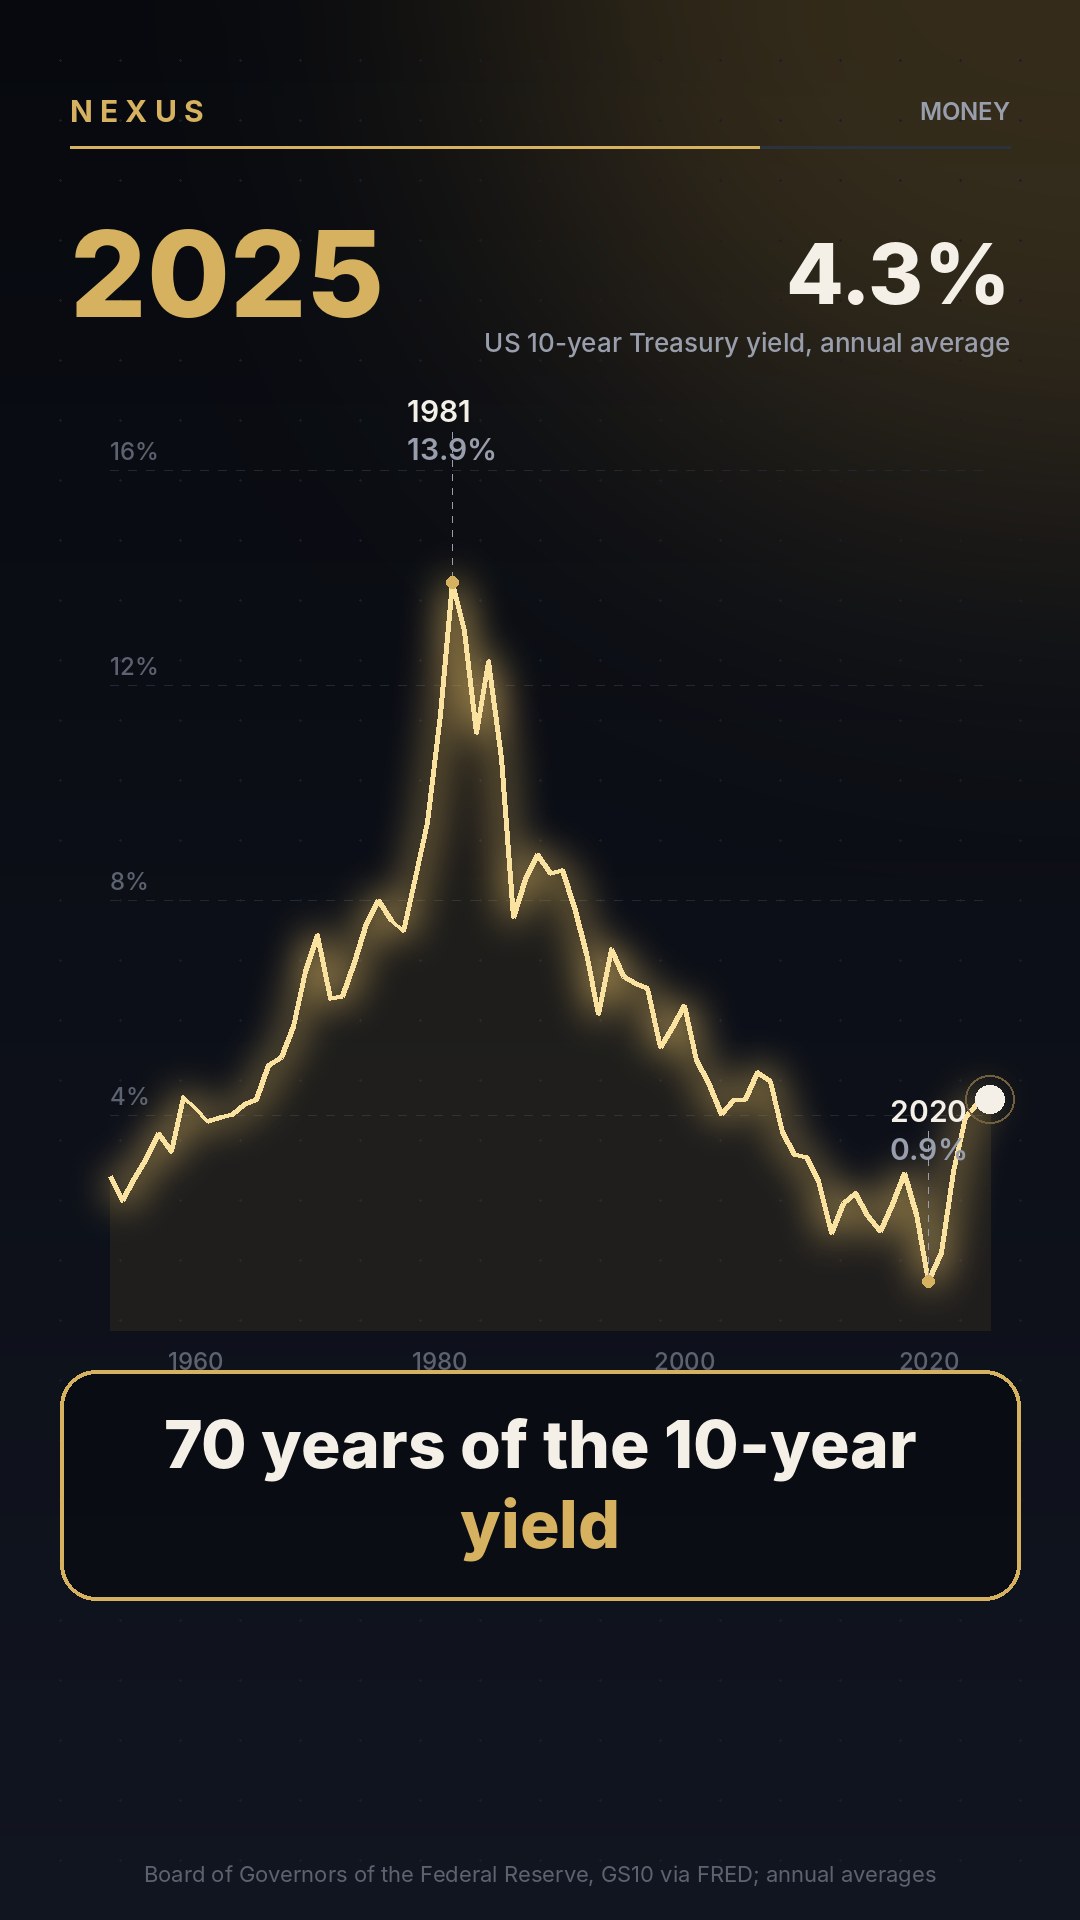 NEXUS
MONEY
2025
4.3%
US 10-year Treasury yield, annual average
1981
13.9%
16%
12%
8%
4%
2020
0.9%
1960
1980
2000
2020
70 years of the 10-year
yield
Board of Governors of the Federal Reserve, GS10 via FRED; annual averages